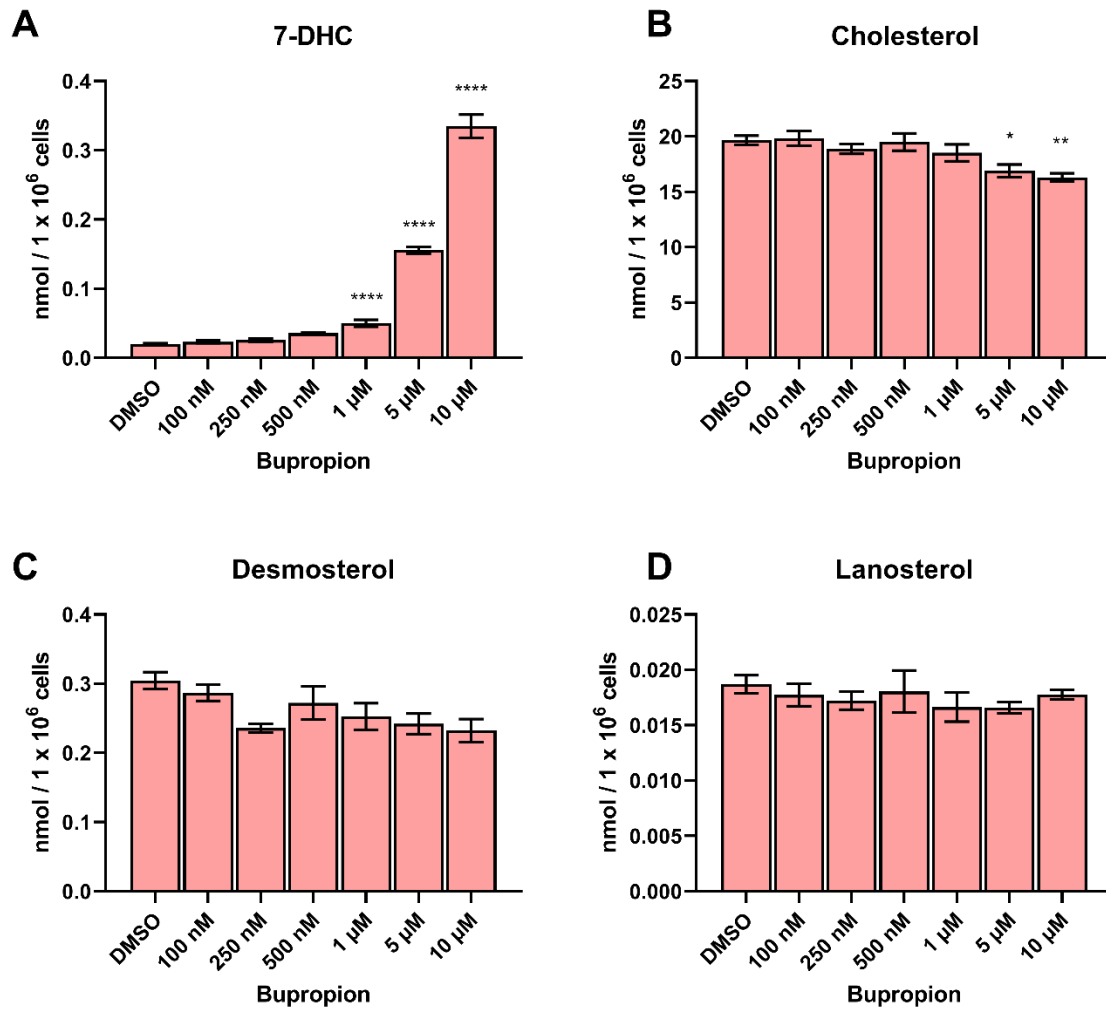 A
7-DHC
nmol / 1 x 10⁶ cells
0.4
0.3
0.2
0.1
0.0
****
****
****
DMSO
100 nM
250 nM
500 nM
1 µM
5 µM
10 µM
Bupropion
B
Cholesterol
nmol / 1 x 10⁶ cells
25
20
15
10
5
0
*
**
DMSO
100 nM
250 nM
500 nM
1 µM
5 µM
10 µM
Bupropion
C
Desmosterol
nmol / 1 x 10⁶ cells
0.4
0.3
0.2
0.1
0.0
DMSO
100 nM
250 nM
500 nM
1 µM
5 µM
10 µM
Bupropion
D
Lanosterol
nmol / 1 x 10⁶ cells
0.025
0.020
0.015
0.010
0.005
0.000
DMSO
100 nM
250 nM
500 nM
1 µM
5 µM
10 µM
Bupropion